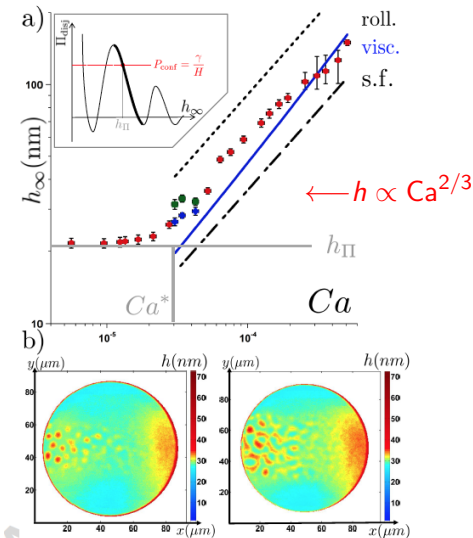 a)
Π_disj
P_conf = γ/H
h_∞
h_Π
roll.
visc.
s.f.
h_∞(nm)
100
h ∝ Ca^2/3
h_Π
Ca*
Ca
10
10^-5
10^-4
b)
y(μm) h(nm) y(μm) h(nm)
80 70 80 70
60 60
60 50 60 50
40 40 40 40
30 30
20 20 20 20
10 10
0 0 0 0
20 40 60 80 x(μm) 20 40 60 80 x(μm)